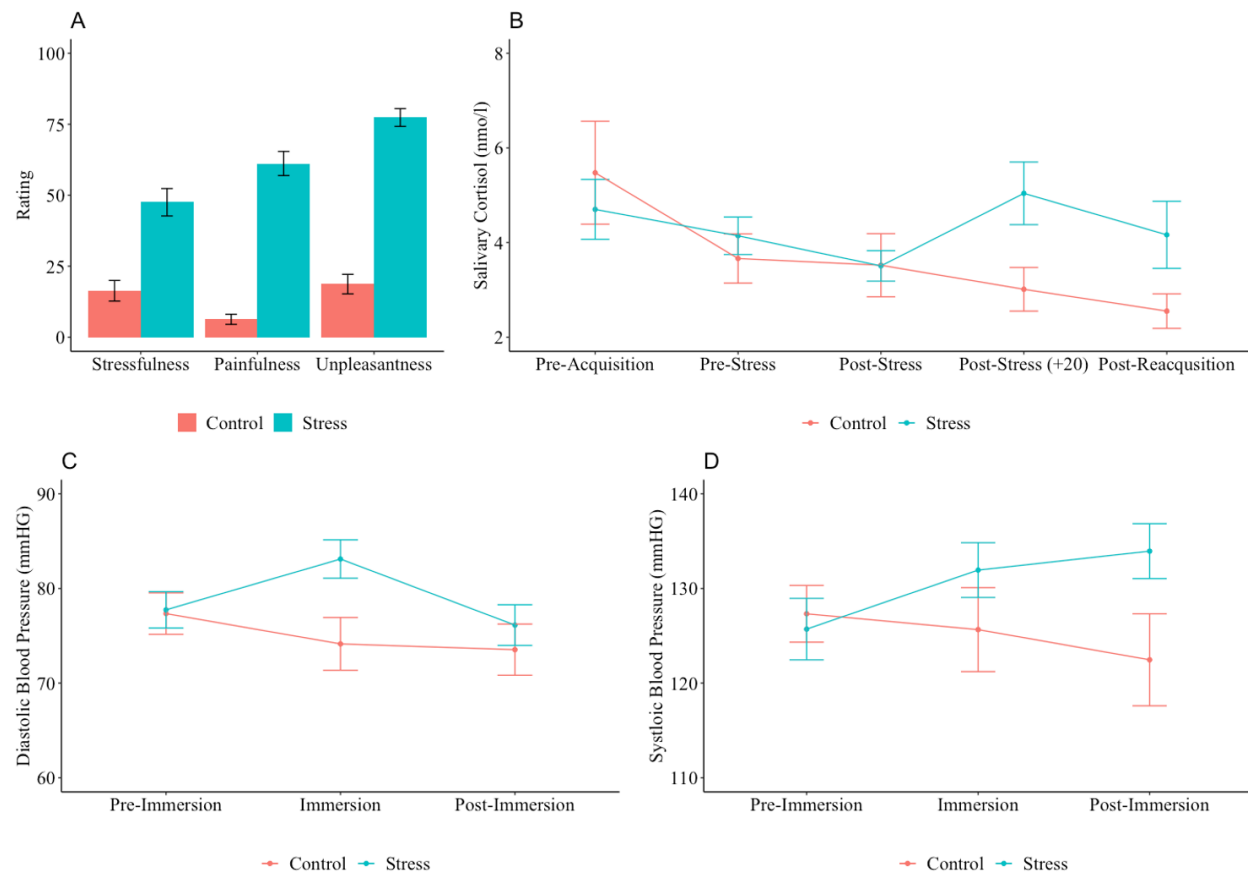 A
Rating
100
75
50
25
0
Stressfulness Painfulness Unpleasantness
Control Stress
B
Salivary Cortisol (nmo/l)
8
6
4
2
Pre-Acquisition Pre-Stress Post-Stress Post-Stress (+20) Post-Reacqusition
Control Stress
C
Diastolic Blood Pressure (mmHG)
90
80
70
60
Pre-Immersion Immersion Post-Immersion
Control Stress
D
Systloic Blood Pressure (mmHG)
140
130
120
110
Pre-Immersion Immersion Post-Immersion
Control Stress